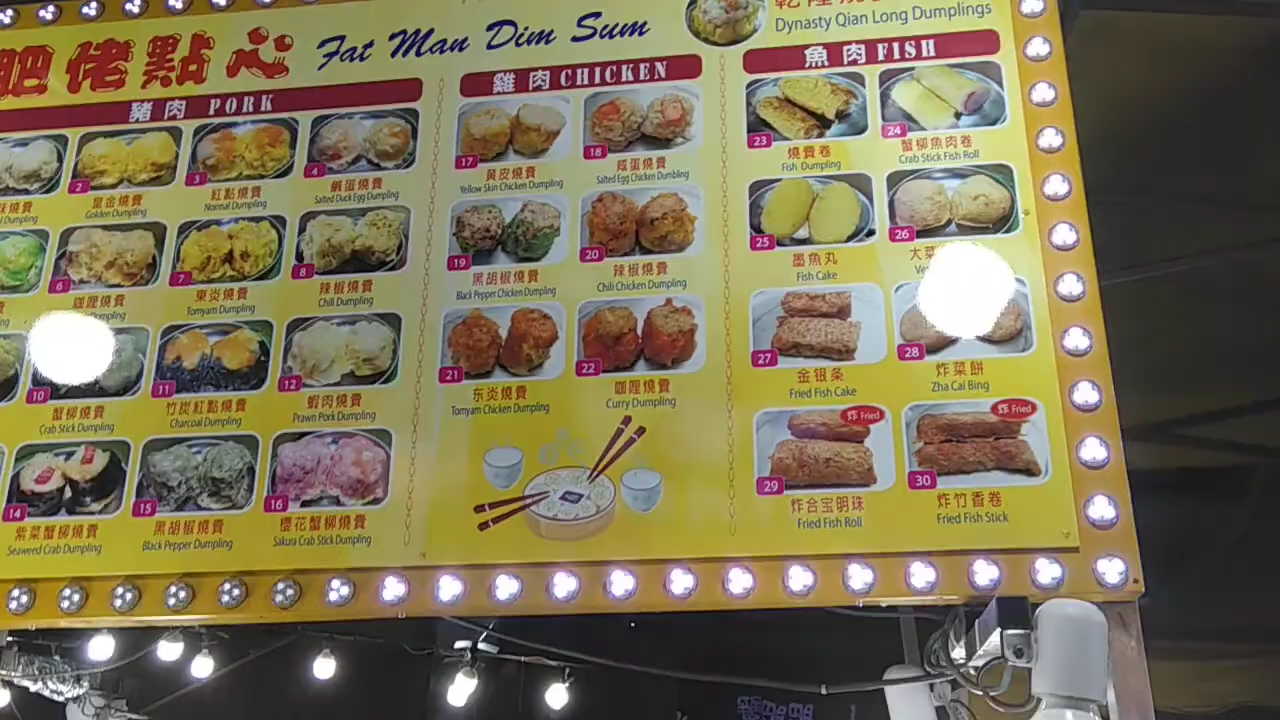 肥佬點心 Fat Man Dim Sum
Dynasty Qian Long Dumplings
豬肉 PORK
2
皇金燒賣
Golden Dumpling
3
紅點燒賣
Normal Dumpling
4
鹹蛋燒賣
Salted Duck Egg Dumpling
6
咖哩燒賣
7
東炎燒賣
Tomyam Dumpling
8
辣椒燒賣
Chili Dumpling
10
蟹柳燒賣
Crab Stick Dumpling
11
竹炭紅點燒賣
Charcoal Dumpling
12
蝦肉燒賣
Prawn Pork Dumpling
14
紫菜蟹柳燒賣
Seaweed Crab Dumpling
15
黑胡椒燒賣
Black Pepper Dumpling
16
櫻花蟹柳燒賣
Sakura Crab Stick Dumpling
雞肉 CHICKEN
17
黃皮燒賣
Yellow Skin Chicken Dumpling
18
咸蛋燒賣
Salted Egg Chicken Dumbling
19
黑胡椒燒賣
Black Pepper Chicken Dumpling
20
辣椒燒賣
Chili Chicken Dumpling
21
东炎燒賣
Tomyam Chicken Dumpling
22
咖哩燒賣
Curry Dumpling
魚肉 FISH
23
燒賣卷
Fish Dumpling
24
蟹柳魚肉卷
Crab Stick Fish Roll
25
墨魚丸
Fish Cake
26
大菜
27
金银条
Fried Fish Cake
28
炸菜餅
Zha Cai Bing
炸 Fried
29
炸合宝明珠
Fried Fish Roll
炸 Fried
30
炸竹香卷
Fried Fish Stick